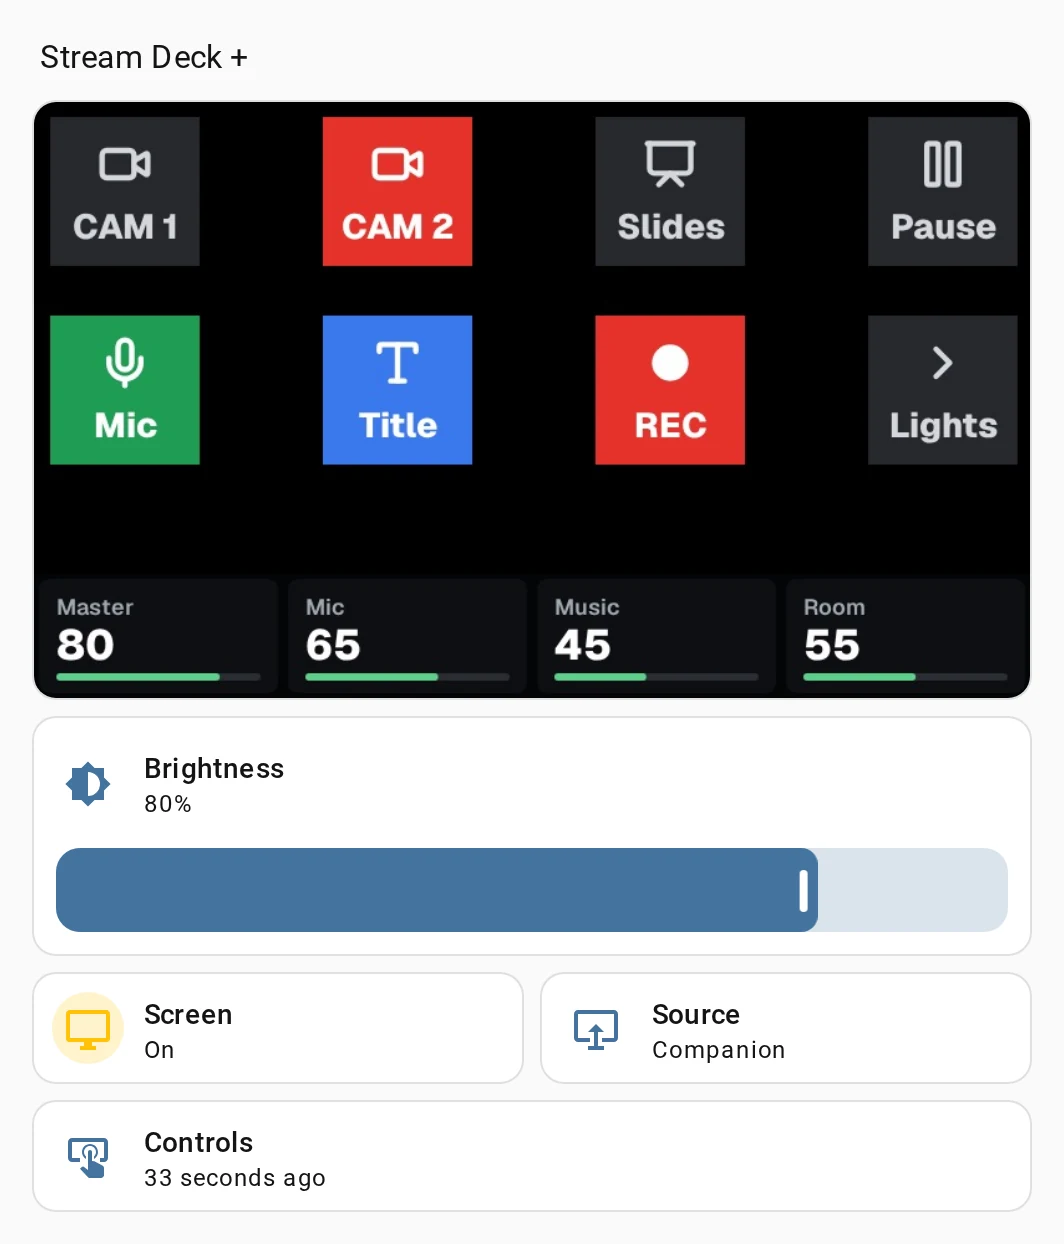 Stream Deck +
CAM 1
CAM 2
Slides
Pause
Mic
Title
REC
Lights
Master
80
Mic
65
Music
45
Room
55
Brightness
80%
Screen
On
Source
Companion
Controls
33 seconds ago